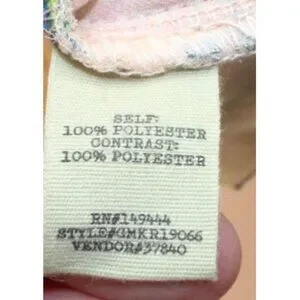 SELF:
100% POLYESTER
CONTRAST:
100% POLYESTER
RN#149444
STYLE#GMKR19066
VENDOR#37840